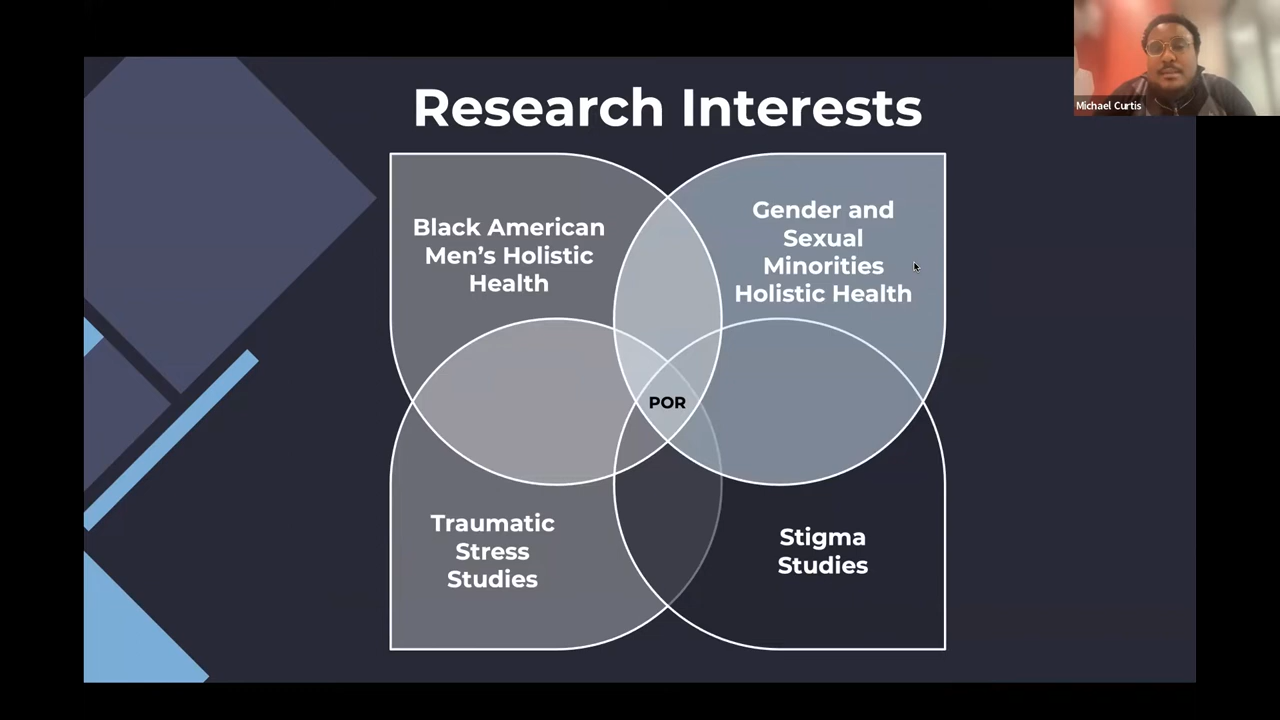 Research Interests
Michael Curtis
Black American
Men’s Holistic
Health
Gender and
Sexual
Minorities
Holistic Health
POR
Traumatic
Stress
Studies
Stigma
Studies